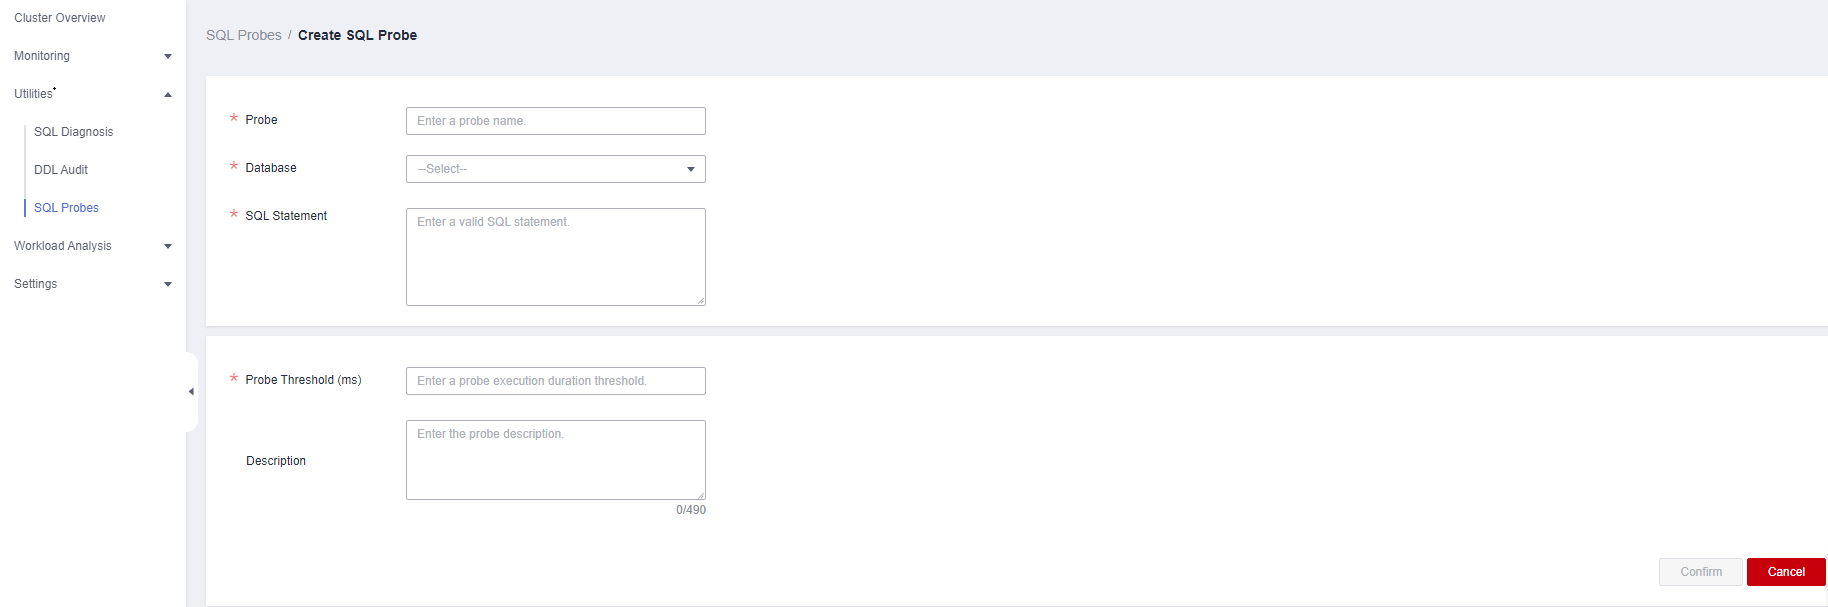 Cluster Overview
Monitoring
Utilities
SQL Diagnosis
DDL Audit
SQL Probes
Workload Analysis
Settings
SQL Probes / Create SQL Probe
* Probe
Enter a probe name.
* Database
--Select--
* SQL Statement
Enter a valid SQL statement.
* Probe Threshold (ms)
Enter a probe execution duration threshold.
Description
Enter the probe description.
0/490
Confirm
Cancel